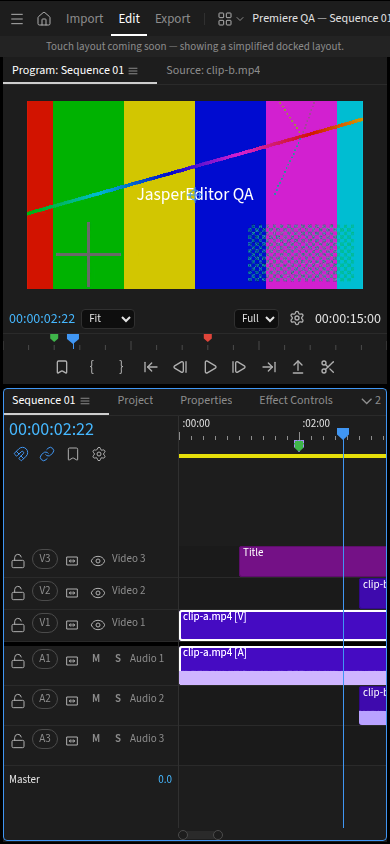 Import Edit Export Premiere QA — Sequence 01
Touch layout coming soon — showing a simplified docked layout.
Program: Sequence 01 Source: clip-b.mp4
JasperEditor QA
00:00:02:22 Fit Full 00:00:15:00
Sequence 01 Project Properties Effect Controls 2
00:00:02:22 :00:00 :02:00
V3 Video 3 Title
V2 Video 2 clip-b
V1 Video 1 clip-a.mp4 [V]
A1 M S Audio 1 clip-a.mp4 [A]
A2 M S Audio 2 clip-b
A3 M S Audio 3
Master 0.0